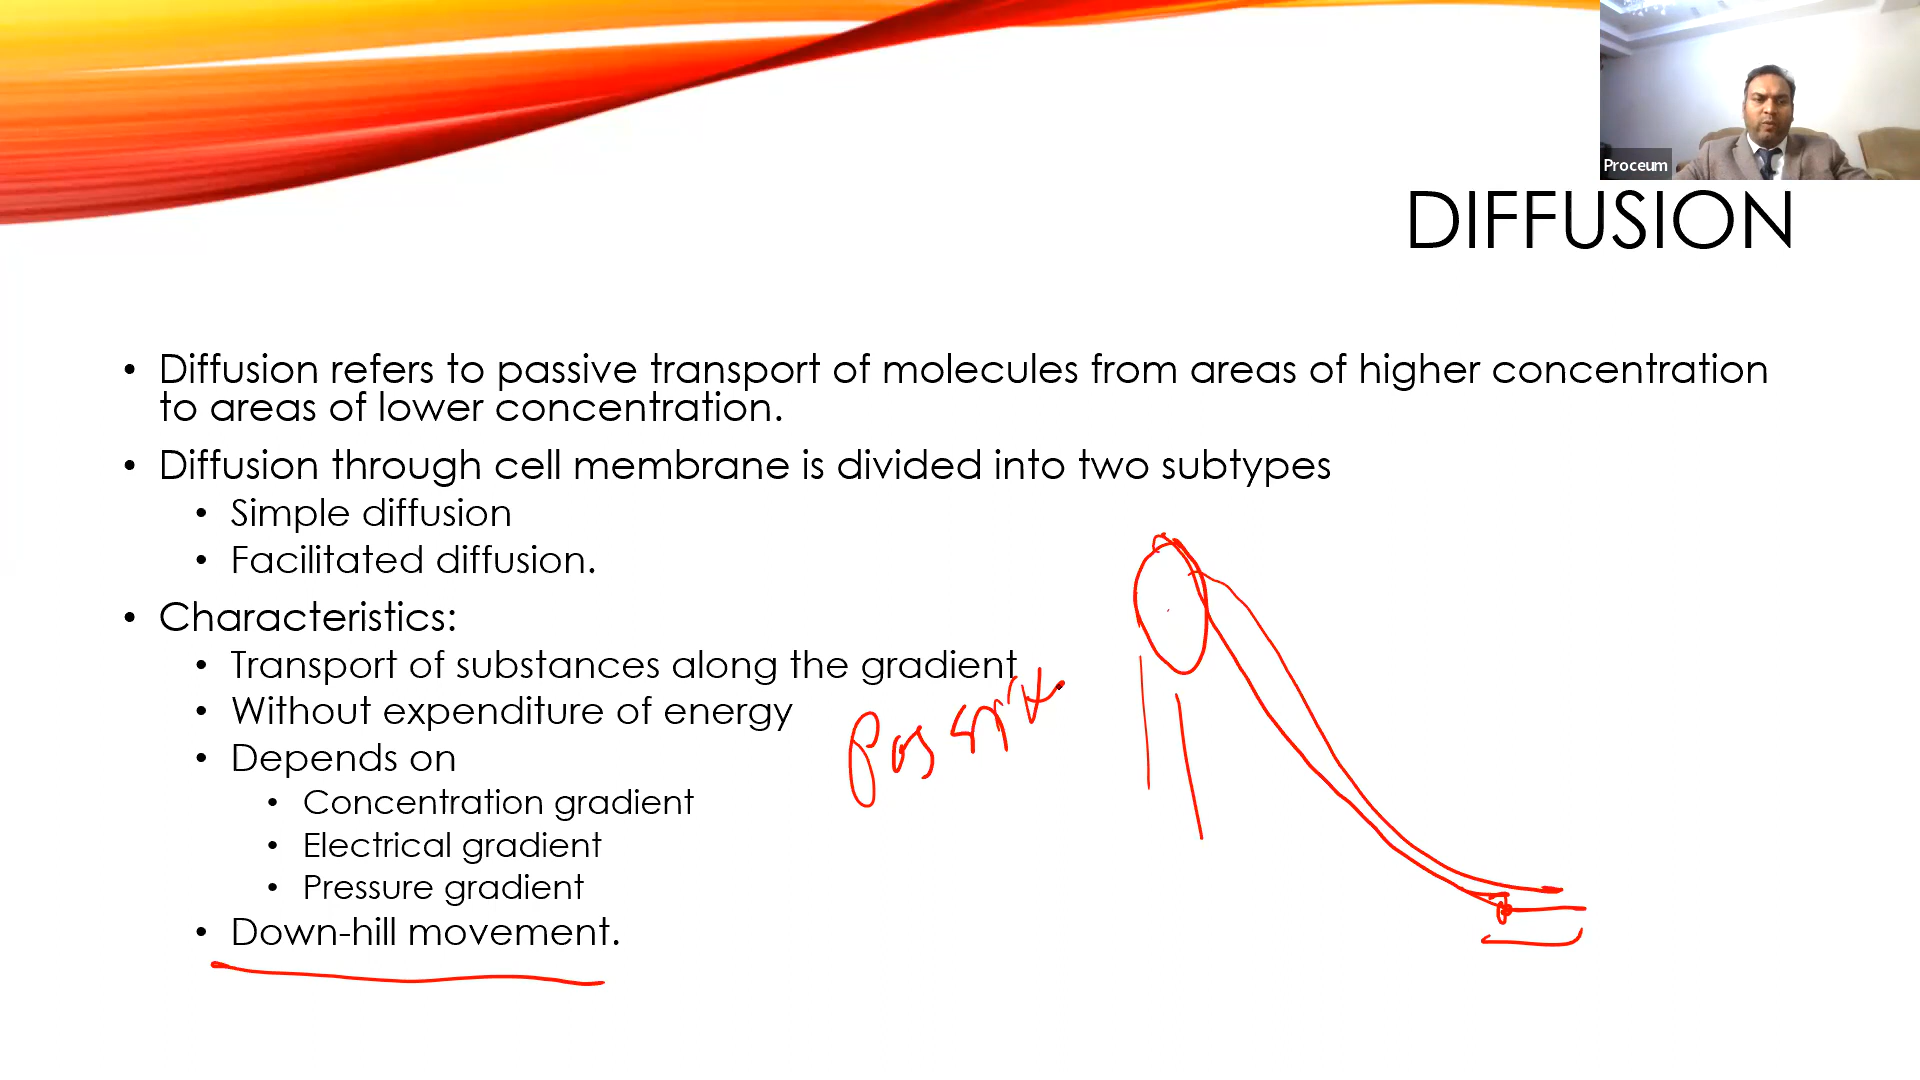 Proceum
DIFFUSION
• Diffusion refers to passive transport of molecules from areas of higher concentration
to areas of lower concentration.
• Diffusion through cell membrane is divided into two subtypes
• Simple diffusion
• Facilitated diffusion.
• Characteristics:
• Transport of substances along the gradient
• Without expenditure of energy
• Depends on
• Concentration gradient
• Electrical gradient
• Pressure gradient
• Down-hill movement.